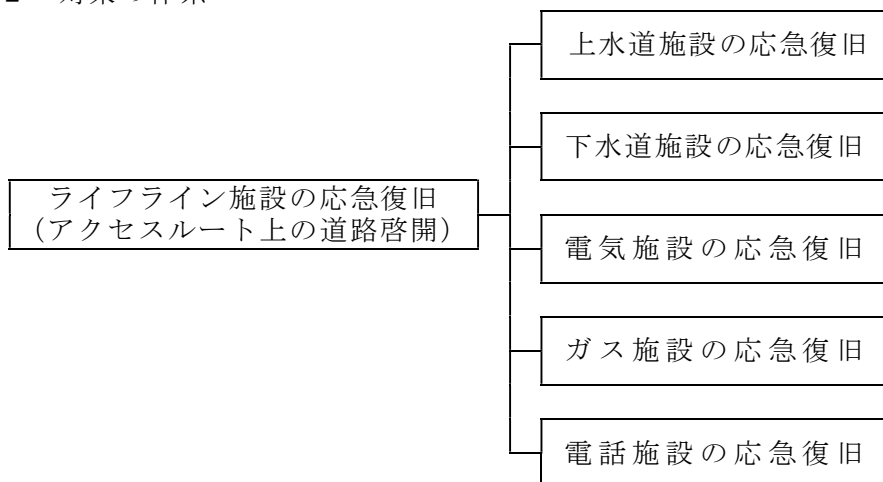 上水道施設の応急復旧
下水道施設の応急復旧
ライフライン施設の応急復旧
(アクセスルート上の道路啓開)
電気施設の応急復旧
ガス施設の応急復旧
電話施設の応急復旧